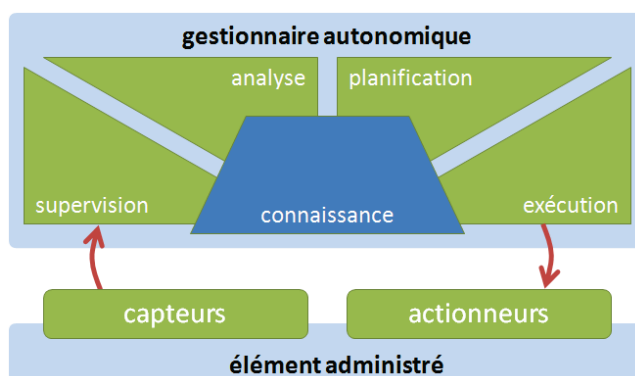 gestionnaire autonomique
analyse planification
supervision connaissance exécution
capteurs actionneurs
élément administré